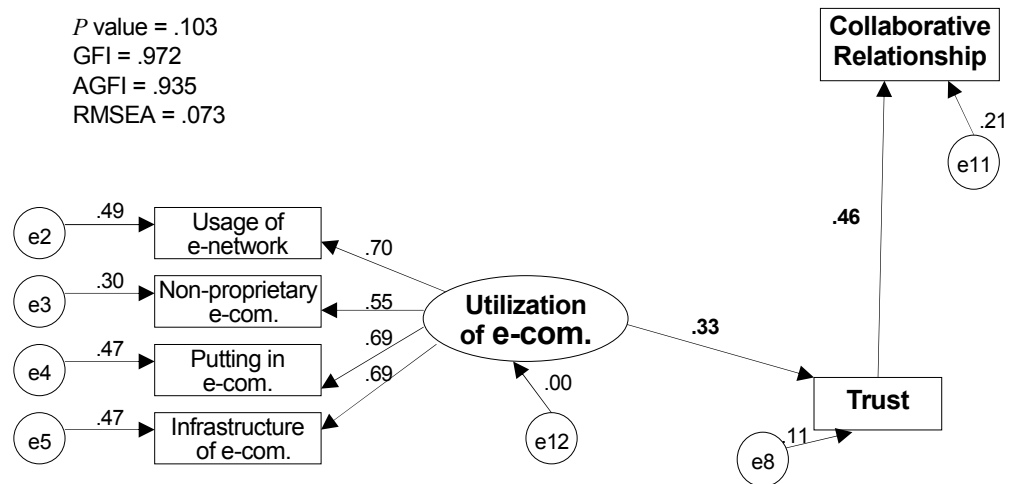 P value = .103
GFI = .972
AGFI = .935
RMSEA = .073
Collaborative
Relationship
.21
e11
.46
e2
.49
Usage of
e-network
.70
e3
.30
Non-proprietary
e-com.
.55
e4
.47
Putting in
e-com.
.69
e5
.47
Infrastructure
of e-com.
.69
Utilization
of e-com.
.00
e12
.33
Trust
.11
e8